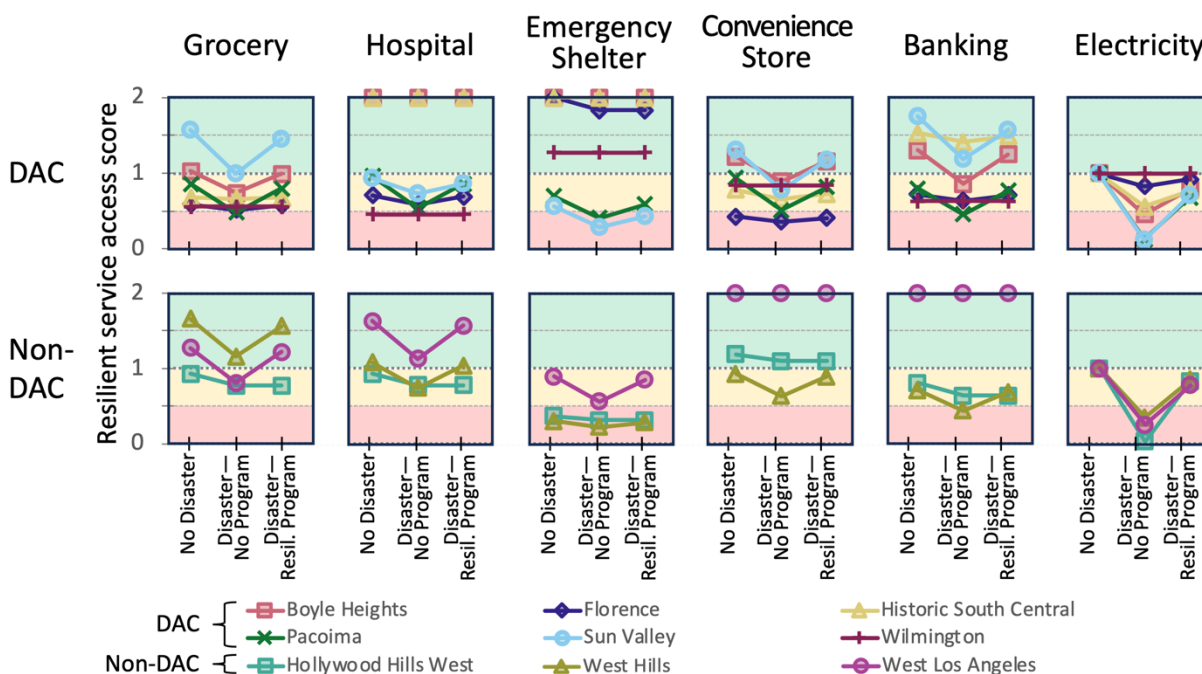 Grocery
Hospital
Emergency
Shelter
Convenience
Store
Banking
Electricity
DAC
Non-
DAC
Resilient service access score
2
1
0
2
1
0
No Disaster
Disaster—
No Program
Disaster—
Resil. Program
No Disaster
Disaster—
No Program
Disaster—
Resil. Program
No Disaster
Disaster—
No Program
Disaster—
Resil. Program
No Disaster
Disaster—
No Program
Disaster—
Resil. Program
No Disaster
Disaster—
No Program
Disaster—
Resil. Program
No Disaster
Disaster—
No Program
Disaster—
Resil. Program
DAC
Boyle Heights
Florence
Historic South Central
Pacoima
Sun Valley
Wilmington
Non-DAC
Hollywood Hills West
West Hills
West Los Angeles